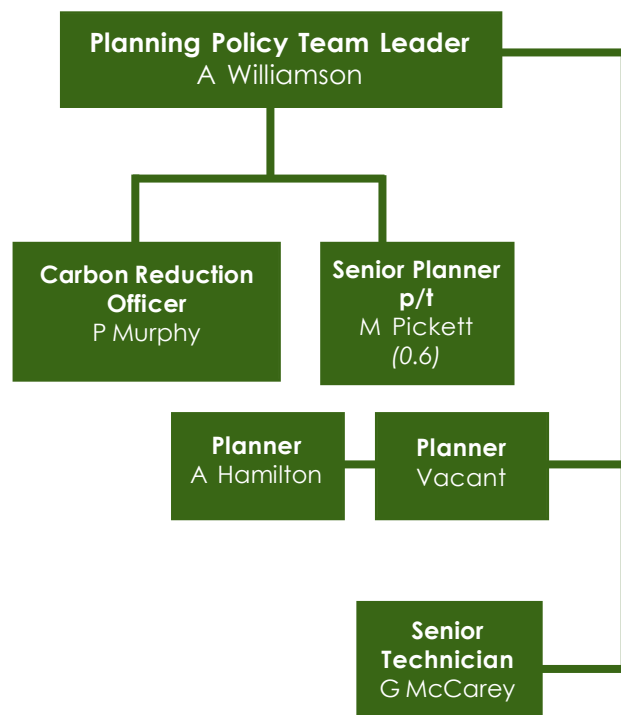 Planning Policy Team Leader
A Williamson
Carbon Reduction
Officer
P Murphy
Senior Planner
p/t
M Pickett
(0.6)
Planner
A Hamilton
Planner
Vacant
Senior
Technician
G McCarey